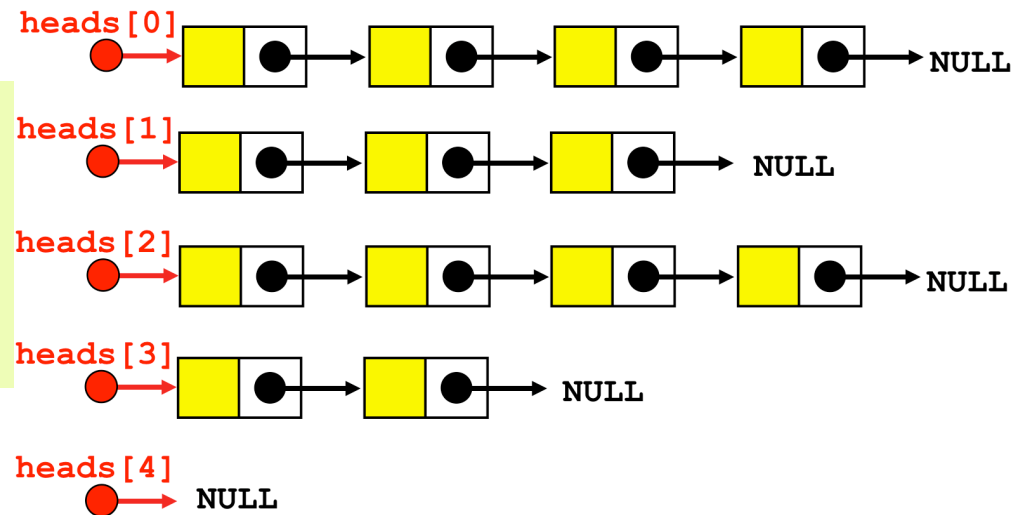 heads[0]
NULL
heads[1]
NULL
heads[2]
NULL
heads[3]
NULL
heads[4]
NULL